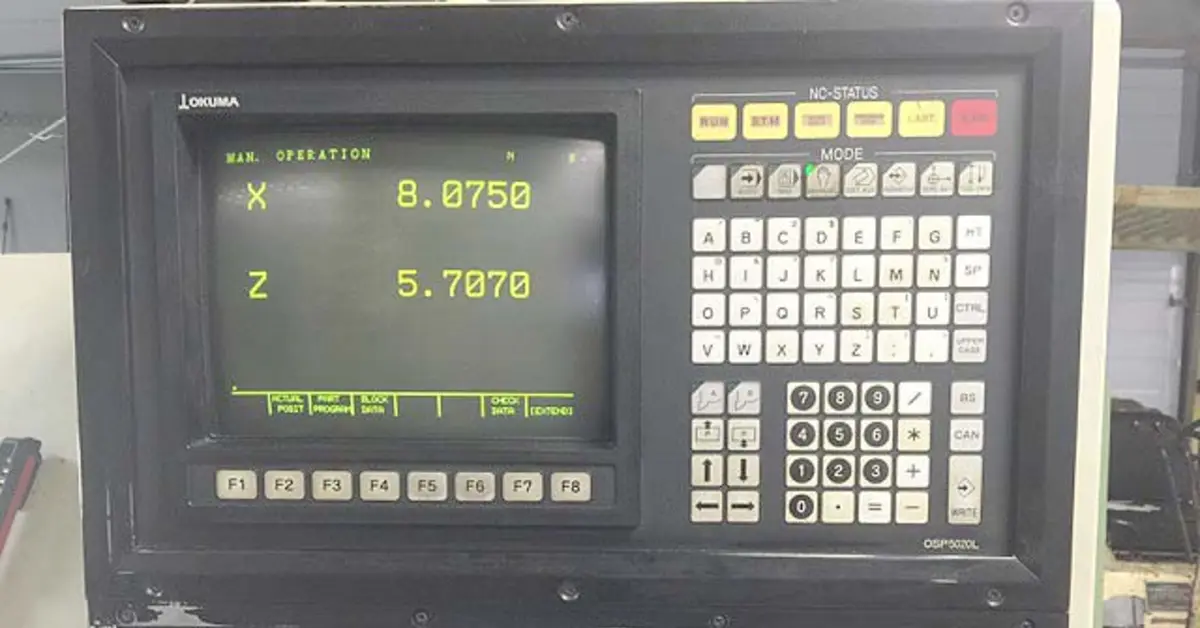 OKUMA
MAN. OPERATION N
X 8.0750
Z 5.7070
ACTUAL POSIT PART PROGRAM BLOCK DATA CHECK DATA [EXTEND]
F1 F2 F3 F4 F5 F6 F7 F8
NC-STATUS
RUN S.T.M
MODE
A B C D E F G HT
H I J K L M N SP
O P Q R S T U CTRL
V W X Y Z : , UPPER CASE
7 8 9 / BS
4 5 6 * CAN
1 2 3 +
0 . = - WRITE
OSP5020L